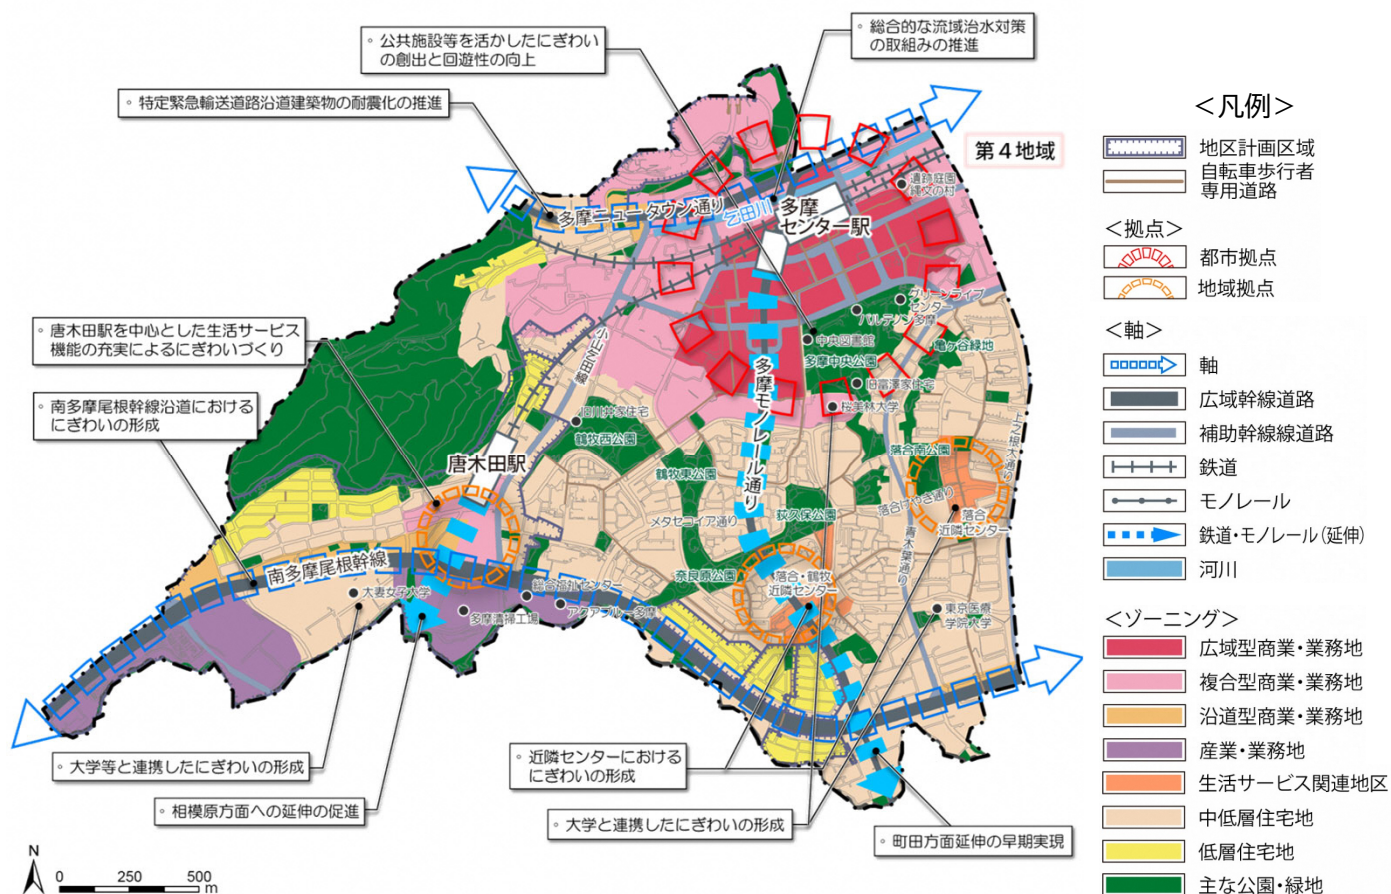 。公共施設等を活かしたにぎわい
の創出と回遊性の向上
。総合的な流域治水対策
の取組みの推進
。特定緊急輸送道路沿道建築物の耐震化の推進
第4地域
多摩ニュータウン通り
乞田川
多摩
センター駅
遺跡庭園
縄文の村
グリーンライブ
センター
パルテノン多摩
中央図書館
多摩中央公園
亀ヶ谷緑地
旧富澤家住宅
桜美林大学
。唐木田駅を中心とした生活サービス
機能の充実によるにぎわいづくり
。南多摩尾根幹線沿道における
にぎわいの形成
小山乞田線
多摩モノレール通り
上之根大通り
旧川井家住宅
鶴牧西公園
唐木田駅
鶴牧東公園
落合南公園
メタセコイア通り
萩久保公園
落合けやき通り
青木葉通り
落合
近隣センター
南多摩尾根幹線
奈良原公園
落合・鶴牧
近隣センター
大妻女子大学
総合福祉センター
多摩清掃工場
アクアブルー多摩
東京医療
学院大学
。大学等と連携したにぎわいの形成
。相模原方面への延伸の促進
。近隣センターにおける
にぎわいの形成
。大学と連携したにぎわいの形成
。町田方面延伸の早期実現
N
0 250 500
m
＜凡例＞
地区計画区域
自転車歩行者
専用道路
＜拠点＞
都市拠点
地域拠点
＜軸＞
軸
広域幹線道路
補助幹線線道路
鉄道
モノレール
鉄道・モノレール（延伸）
河川
＜ゾーニング＞
広域型商業・業務地
複合型商業・業務地
沿道型商業・業務地
産業・業務地
生活サービス関連地区
中低層住宅地
低層住宅地
主な公園・緑地